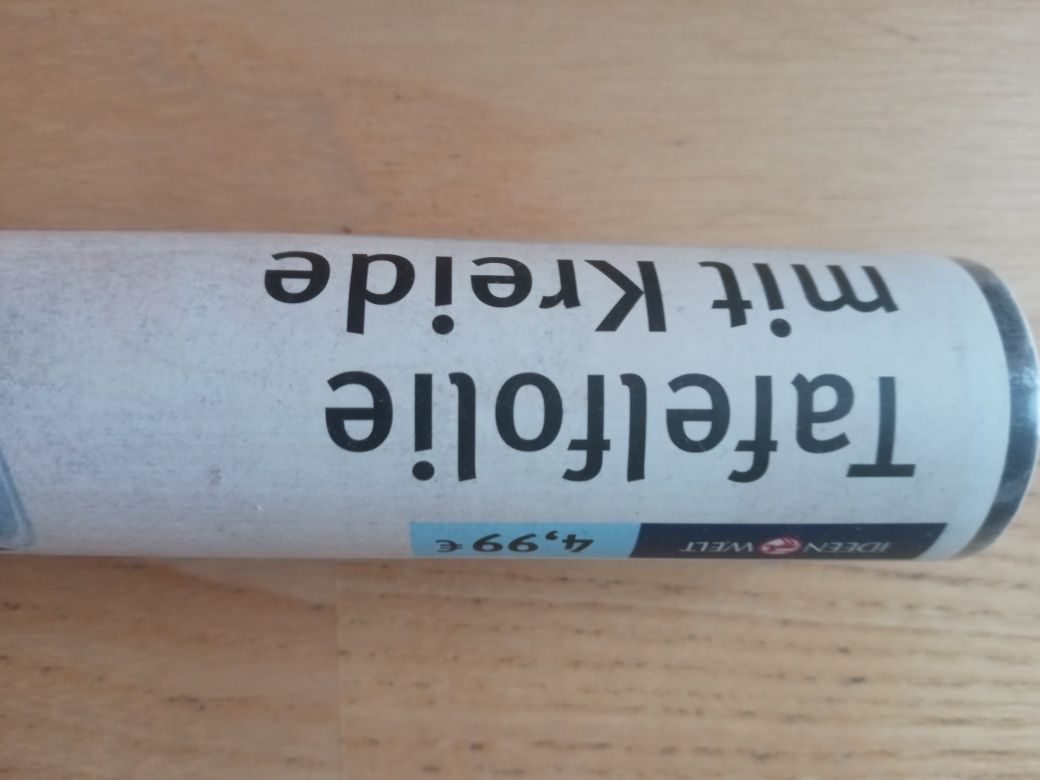 IDEEN WELT 4,99 €
Tafelfolie
mit Kreide